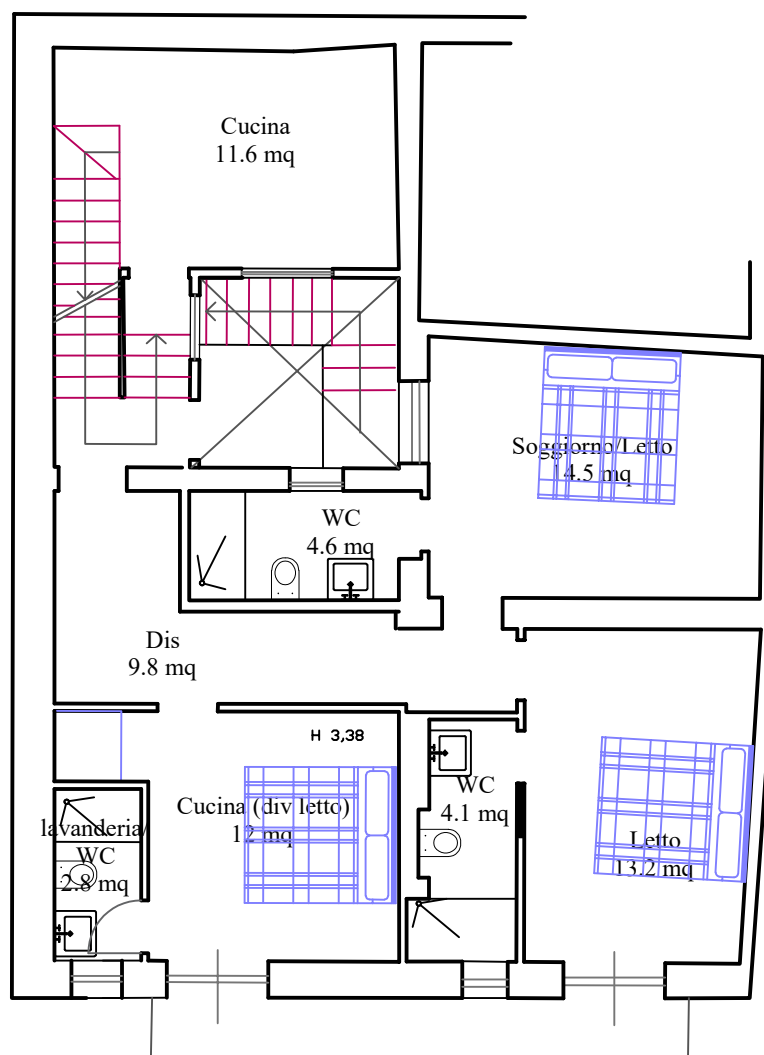 Cucina
11.6 mq
Soggiorno/Letto
14.5 mq
WC
4.6 mq
Dis
9.8 mq
H 3,38
Cucina (div letto)
12 mq
WC
4.1 mq
lavanderia/
WC
2.8 mq
Letto
13.2 mq